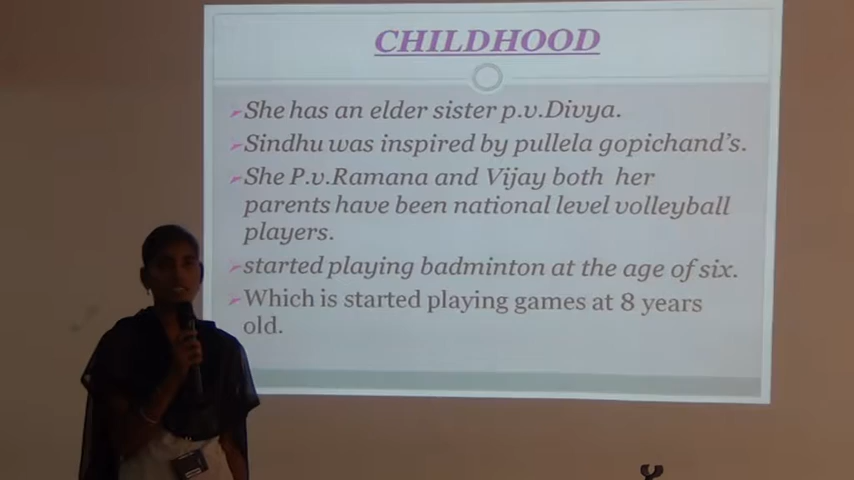 CHILDHOOD
➢She has an elder sister p.v.Divya.
➢Sindhu was inspired by pullela gopichand's.
➢She P.v.Ramana and Vijay both her
parents have been national level volleyball
players.
➢started playing badminton at the age of six.
➢Which is started playing games at 8 years
old.